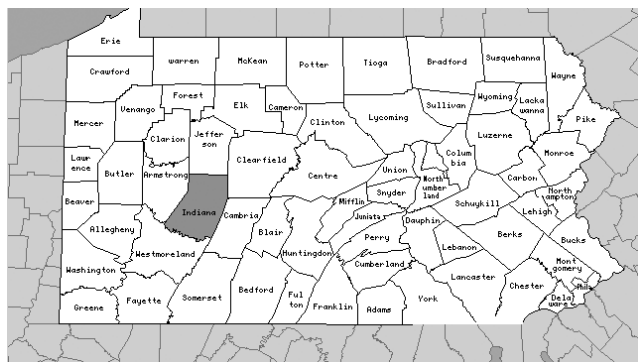 Erie
Crawford
warren
McKean
Potter
Tioga
Bradford
Susquehanna
Wayne
Forest
Elk
Cameron
Venango
Mercer
Clarion
Jeffer
son
Clinton
Lycoming
Sullivan
Wyoming
Lacka
wanna
Pike
Luzerne
Monroe
Colum
bia
Carbon
Lawr
ence
Butler
Armstrong
Clearfield
Centre
Union
Snyder
North
umber
land
North
ampton
Lehigh
Schuylkill
Beaver
Indiana
Cambria
Blair
Mifflin
Juniata
Dauphin
Perry
Lebanon
Berks
Bucks
Allegheny
Westmoreland
Huntingdon
Cumberland
Mont
gomery
Phil
Washington
Greene
Fayette
Somerset
Bedford
Ful
ton
Franklin
Adams
York
Lancaster
Chester
Dela
ware